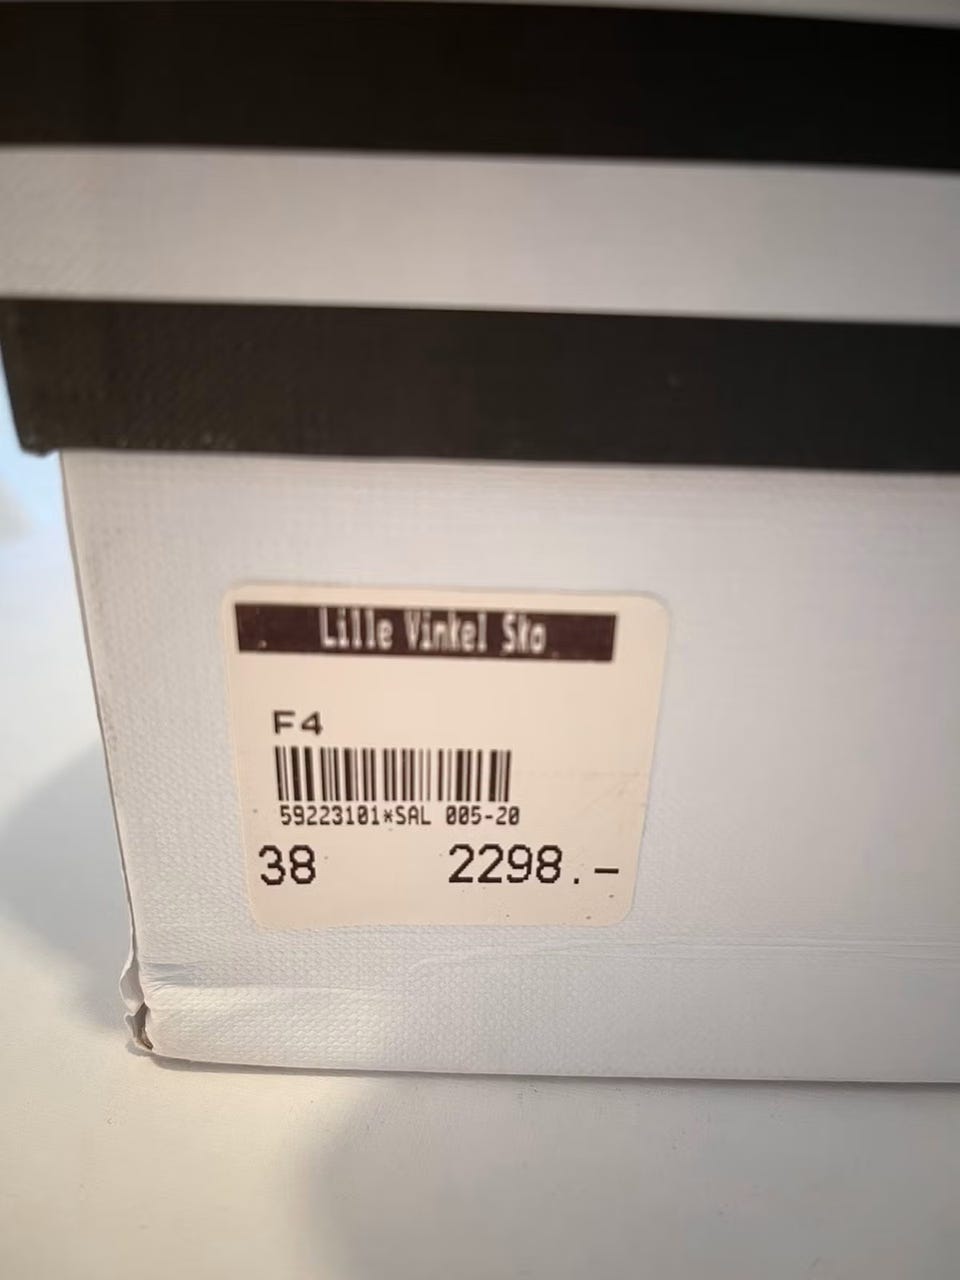 Lille Vinkel Sko
F4
59223101*SAL 005-20
38 2298.-